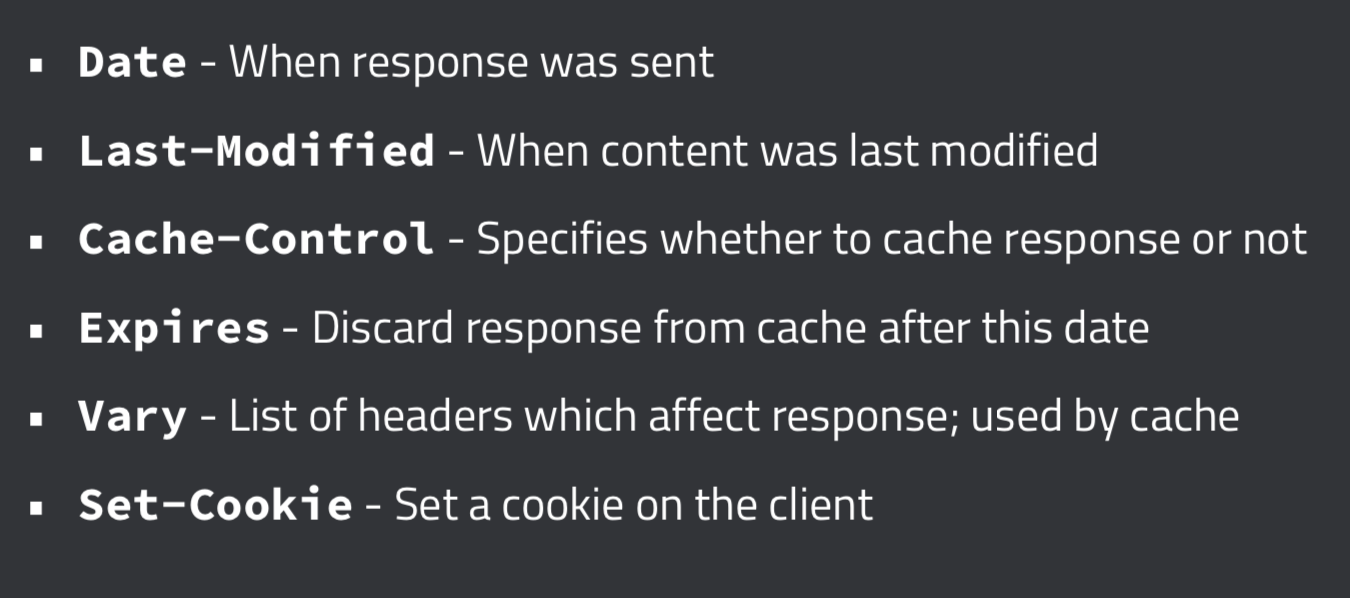 ▪ Date - When response was sent
▪ Last-Modified - When content was last modified
▪ Cache-Control - Specifies whether to cache response or not
▪ Expires - Discard response from cache after this date
▪ Vary - List of headers which affect response; used by cache
▪ Set-Cookie - Set a cookie on the client